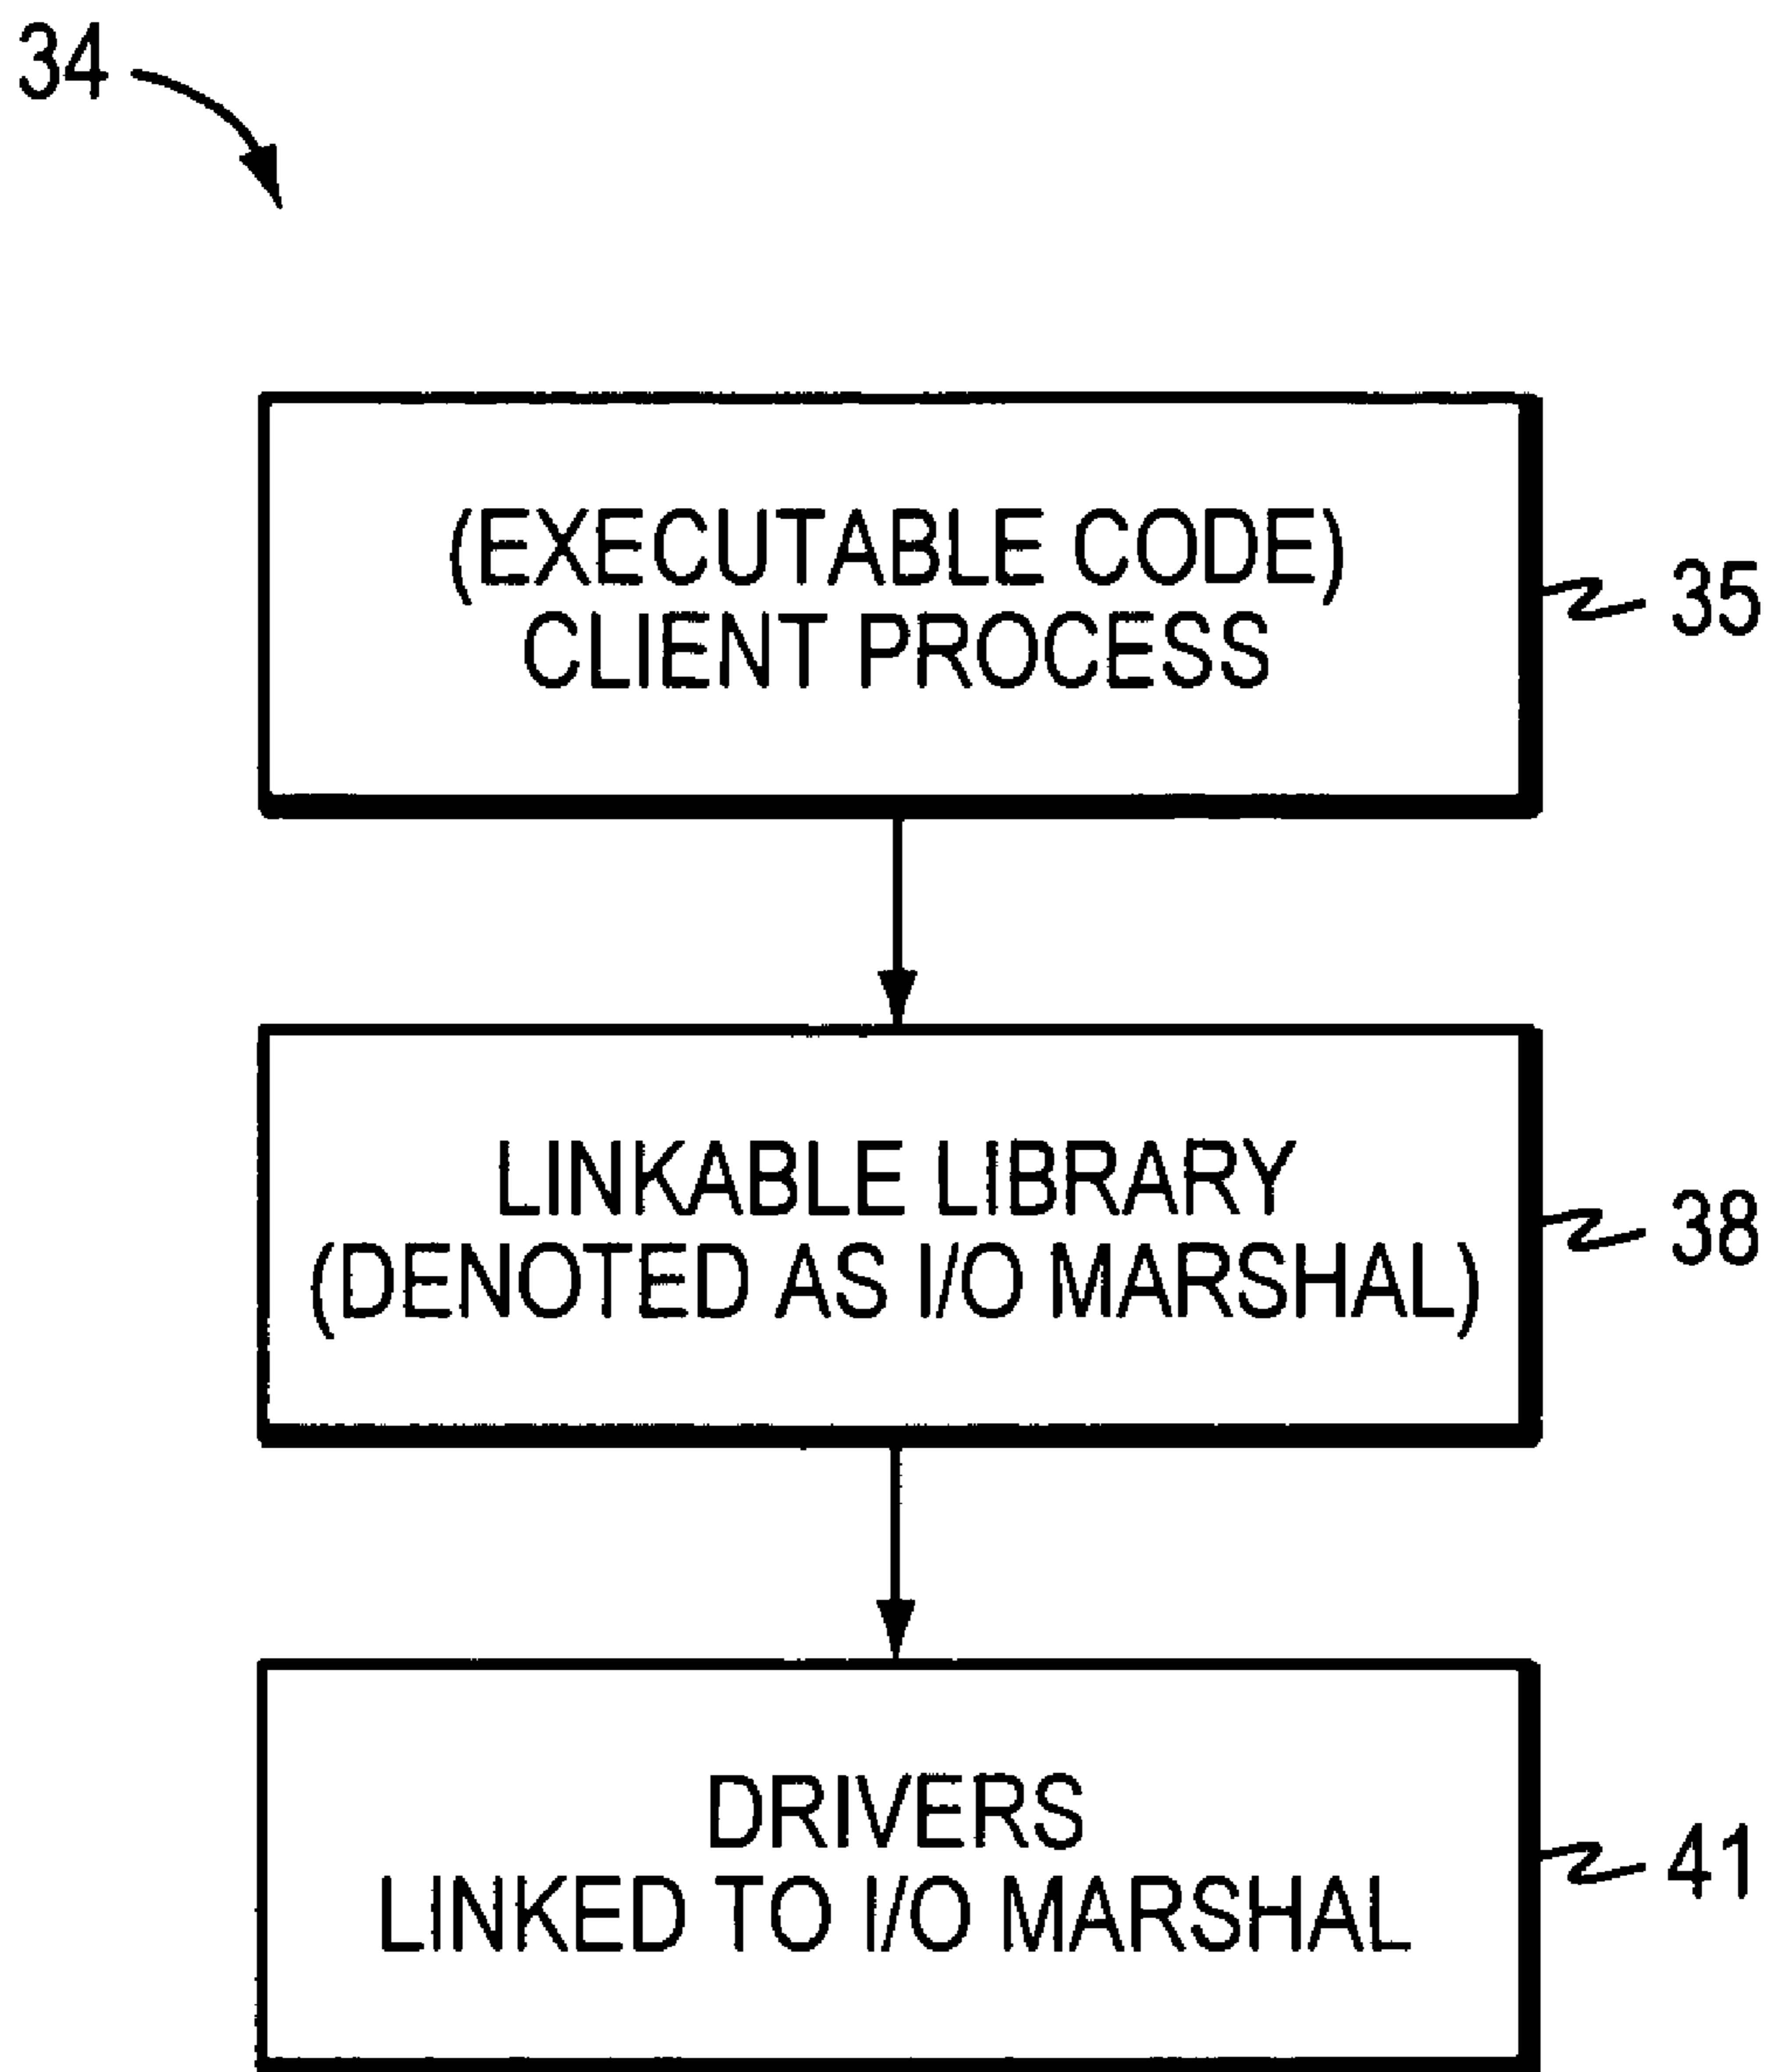 34
(EXECUTABLE CODE)
CLIENT PROCESS
35
LINKABLE LIBRARY
(DENOTED AS I/O MARSHAL)
38
DRIVERS
LINKED TO I/O MARSHAL
41